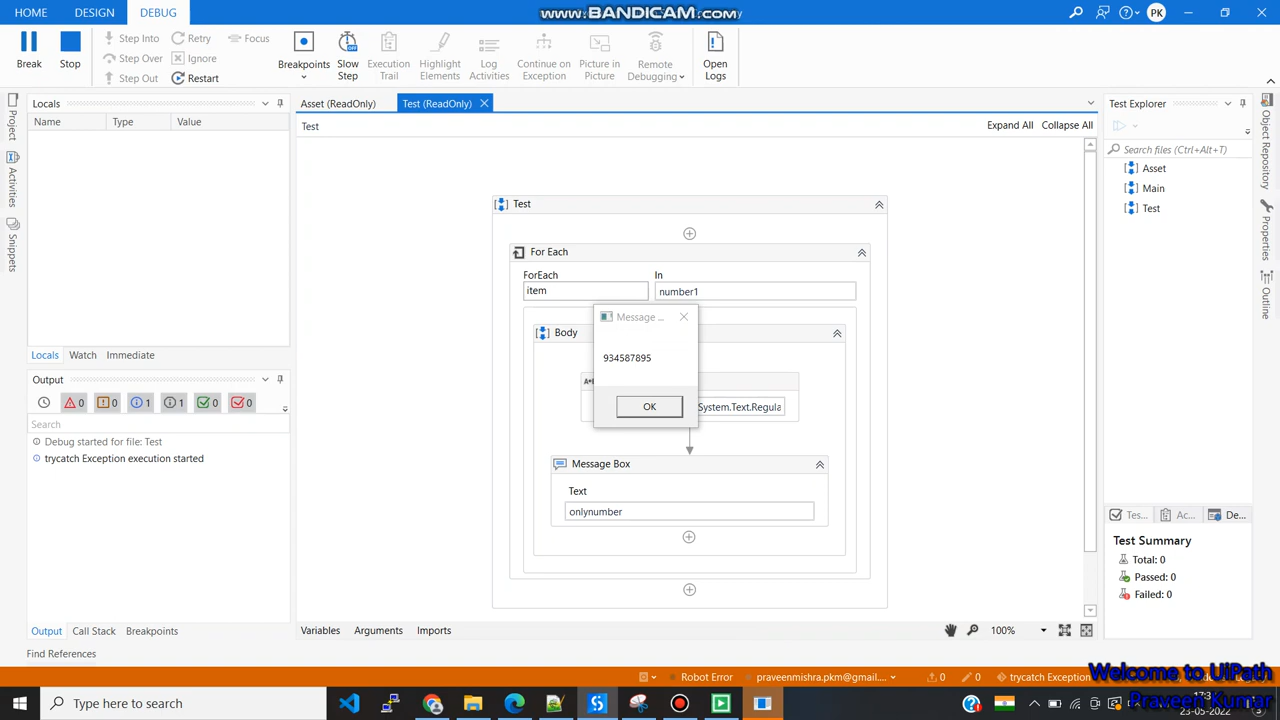 HOME DESIGN DEBUG
www.BANDICAM.com
PK
Break
Stop
Step Into
Step Over
Step Out
Retry
Ignore
Restart
Focus
Breakpoints
Slow Step
Execution Trail
Highlight Elements
Log Activities
Continue on Exception
Picture in Picture
Remote Debugging
Open Logs
Project
Activities
Snippets
Locals
Name Type Value
Locals Watch Immediate
Output
0 0 1 1 0 0
Search
Debug started for file: Test
trycatch Exception execution started
Output Call Stack Breakpoints
Find References
Asset (ReadOnly) Test (ReadOnly)
Test
Expand All Collapse All
Test
For Each
ForEach In
item number1
Body
Message ...
934587895
OK
System.Text.Regula
Message Box
Text
onlynumber
Variables Arguments Imports
100%
Test Explorer
Search files (Ctrl+Alt+T)
Asset
Main
Test
Tes... Ac... De...
Test Summary
Total: 0
Passed: 0
Failed: 0
Object Repository
Properties
Outline
Robot Error praveenmishra.pkm@gmail.... 0 0 trycatch Exception
Welcome to UiPath
Praveen Kumar
Type here to search
23-05-2022